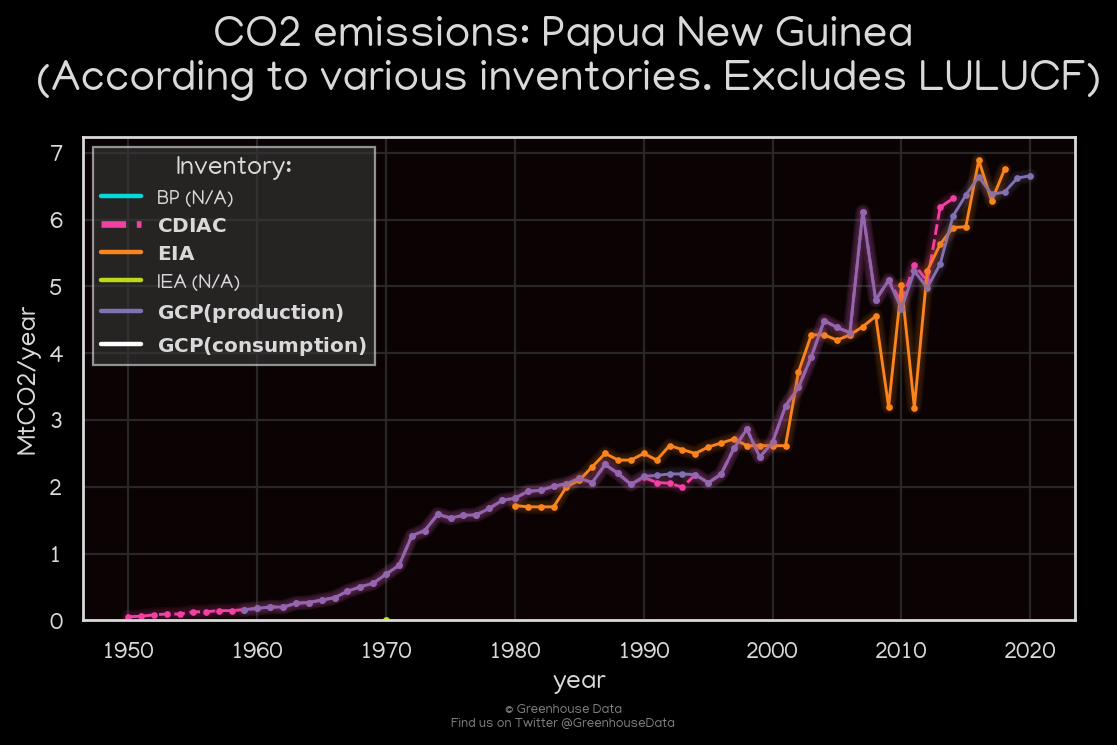 CO2 emissions: Papua New Guinea
(According to various inventories. Excludes LULUCF)
Inventory:
BP (N/A)
CDIAC
EIA
IEA (N/A)
GCP(production)
GCP(consumption)
MtCO2/year
7
6
5
4
3
2
1
0
1950 1960 1970 1980 1990 2000 2010 2020
year
© Greenhouse Data
Find us on Twitter @GreenhouseData